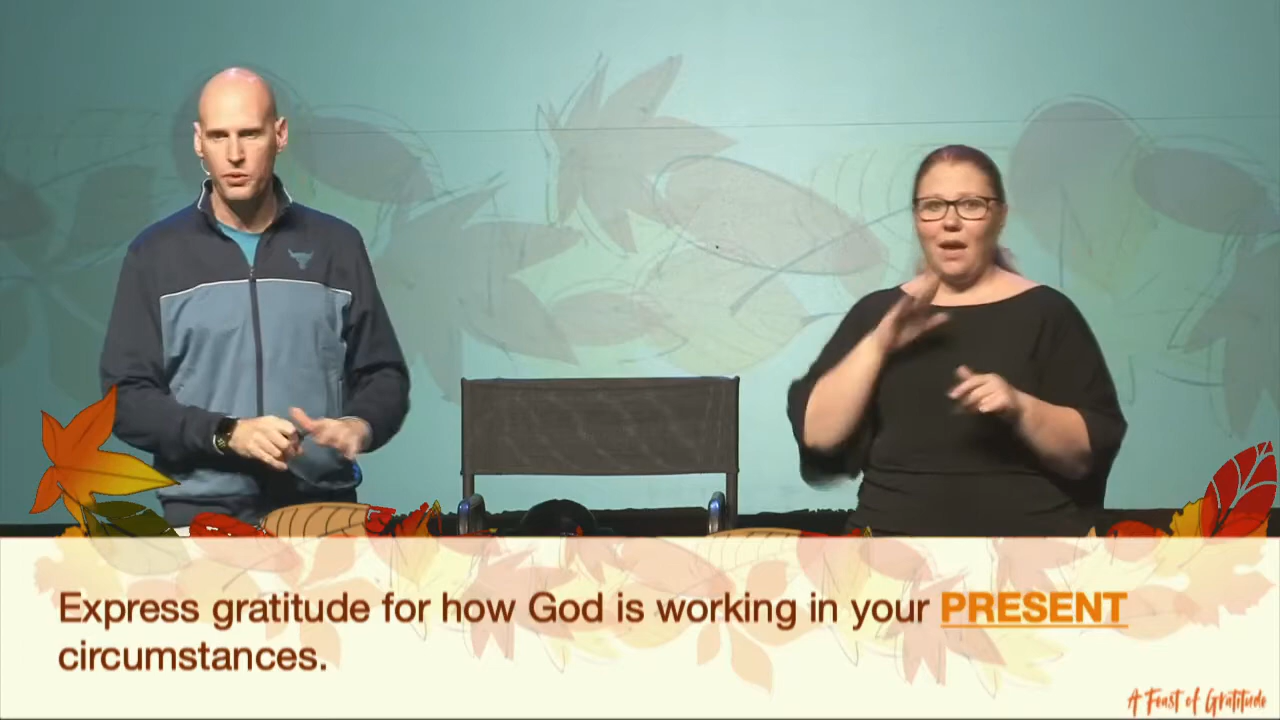 Express gratitude for how God is working in your PRESENT
circumstances.
A Feast of Gratitude